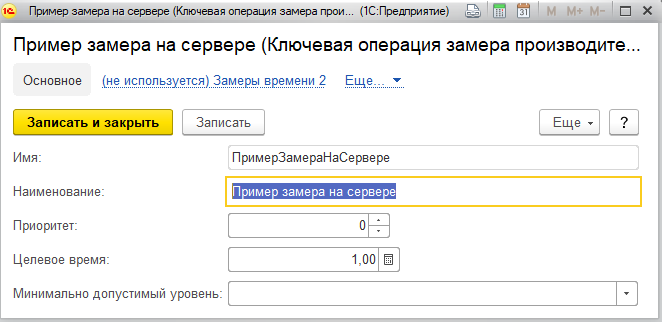 Пример замера на сервере (Ключевая операция замера прои... (1С:Предприятие)
31 M M+ M-
Пример замера на сервере (Ключевая операция замера производите...
Основное (не используется) Замеры времени 2 Еще...
Записать и закрыть Записать Еще ?
Имя: ПримерЗамераНаСервере
Наименование: Пример замера на сервере
Приоритет: 0
Целевое время: 1,00
Минимально допустимый уровень: